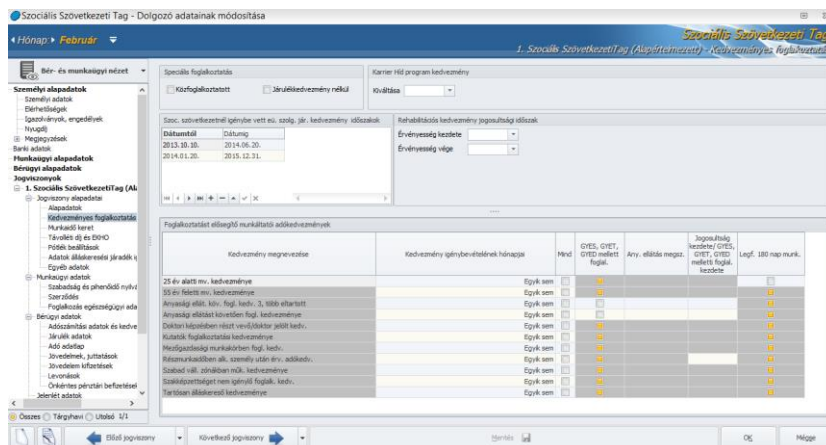 Szociális Szövetkezeti Tag - Dolgozó adatainak módosítása
Hónap: Február
Szociális Szövetkezeti Tag
1. Szociális SzövetkezetiTag (Alapértelmezett) - Kedvezményes foglalkoztatás
Bér- és munkaügyi nézet
Személyi alapadatok
Személyi adatok
Elérhetőségek
Igazolványok, engedélyek
Nyugdíj
Megjegyzések
Banki adatok
Munkaügyi alapadatok
Bérügyi alapadatok
Jogviszonyok
1. Szociális SzövetkezetiTag (Ala
Jogviszony alapadatai
Alapadatok
Kedvezményes foglalkoztatás
Munkaidő keret
Távolléti díj és EKHO
Pótlék beállítások
Adatok álláskeresési járadék ig
Egyéb adatok
Munkaügyi adatok
Szabadság és pihenőidő nyilvá
Szerződés
Foglalkozás egészségügyi ada
Bérügyi adatok
Adószámítási adatok és kedve
Járulék adatok
Adó adatlap
Jövedelmek, juttatások
Jövedelem kifizetések
Levonások
Önkéntes pénztári befizetések
Jelenlét adatok
Összes Tárgyhavi Utolsó 1/1
Speciális foglalkoztatás
Közfoglalkoztatott Járulékkedvezmény nélkül
Karrier Híd program kedvezmény
Kiváltása
Szoc. szövetkezetnél igénybe vett eü. szolg. jár. kedvezmény időszakok
Dátumtól Dátumig
2013.10.10. 2014.06.20.
2014.01.20. 2015.12.31.
Rehabilitációs kedvezmény jogosultsági időszak
Érvényesség kezdete
Érvényesség vége
Foglalkoztatást elősegítő munkáltatói adókedvezmények
Kedvezmény megnevezése Kedvezmény igénybevételének hónapjai Mind GYES, GYET, GYED mellett foglal. Any. ellátás megsz. Jogosultság kezdete/ GYES, GYET, GYED melletti foglal. kezdete Legf. 180 nap munk.
25 év alatti mv. kedvezménye Egyik sem
55 év feletti mv. kedvezménye Egyik sem
Anyasági ellát. köv. fogl. kedv. 3, több eltartott Egyik sem
Anyasági ellátást követően fogl. kedvezménye Egyik sem
Doktori képzésben részt vevő/doktor jelölt kedv. Egyik sem
Kutatók foglalkoztatása kedvezménye Egyik sem
Mezőgazdasági munkakörben fogl. kedv. Egyik sem
Részmunkaidőben alk. személy után érv. adókedv. Egyik sem
Szabad váll. zónákban műk. kedvezménye Egyik sem
Szakképzettséget nem igénylő foglalk. kedv. Egyik sem
Tartósan álláskereső kedvezménye Egyik sem
Előző jogviszony Következő jogviszony Mentés OK Mégse